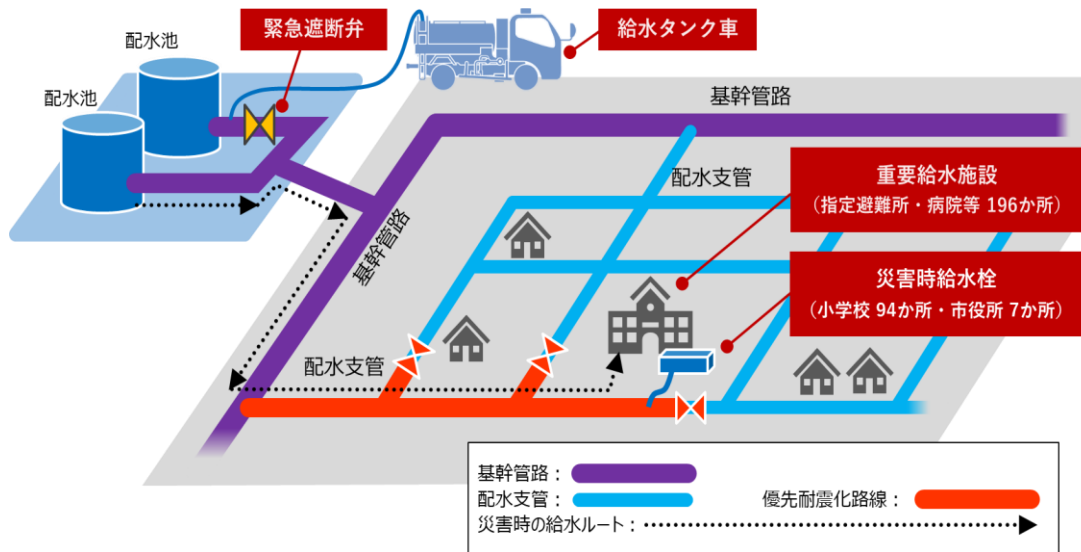 緊急遮断弁
給水タンク車
配水池
配水池
基幹管路
配水支管
重要給水施設
（指定避難所・病院等 196か所）
基幹管路
災害時給水栓
（小学校 94か所・市役所 7か所）
配水支管
基幹管路：
配水支管：
優先耐震化路線：
災害時の給水ルート：